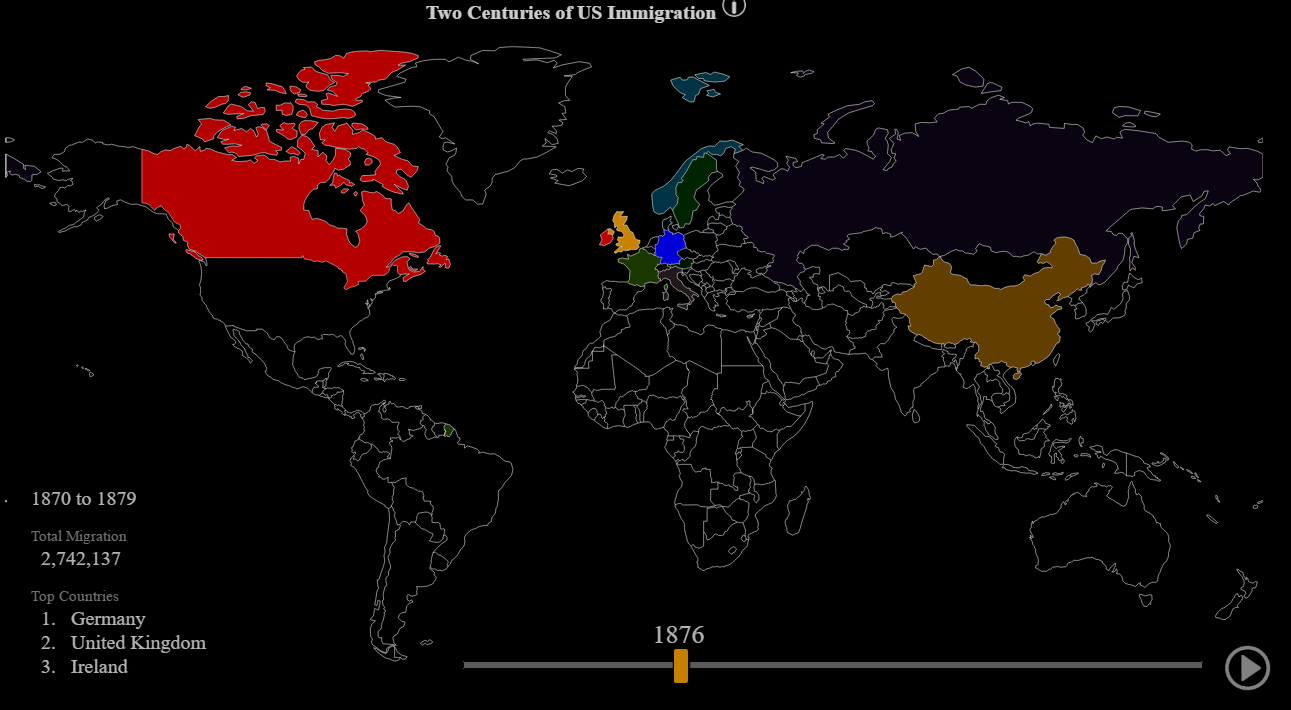 Two Centuries of US Immigration
1870 to 1879
Total Migration
2,742,137
Top Countries
1. Germany
2. United Kingdom
3. Ireland
1876